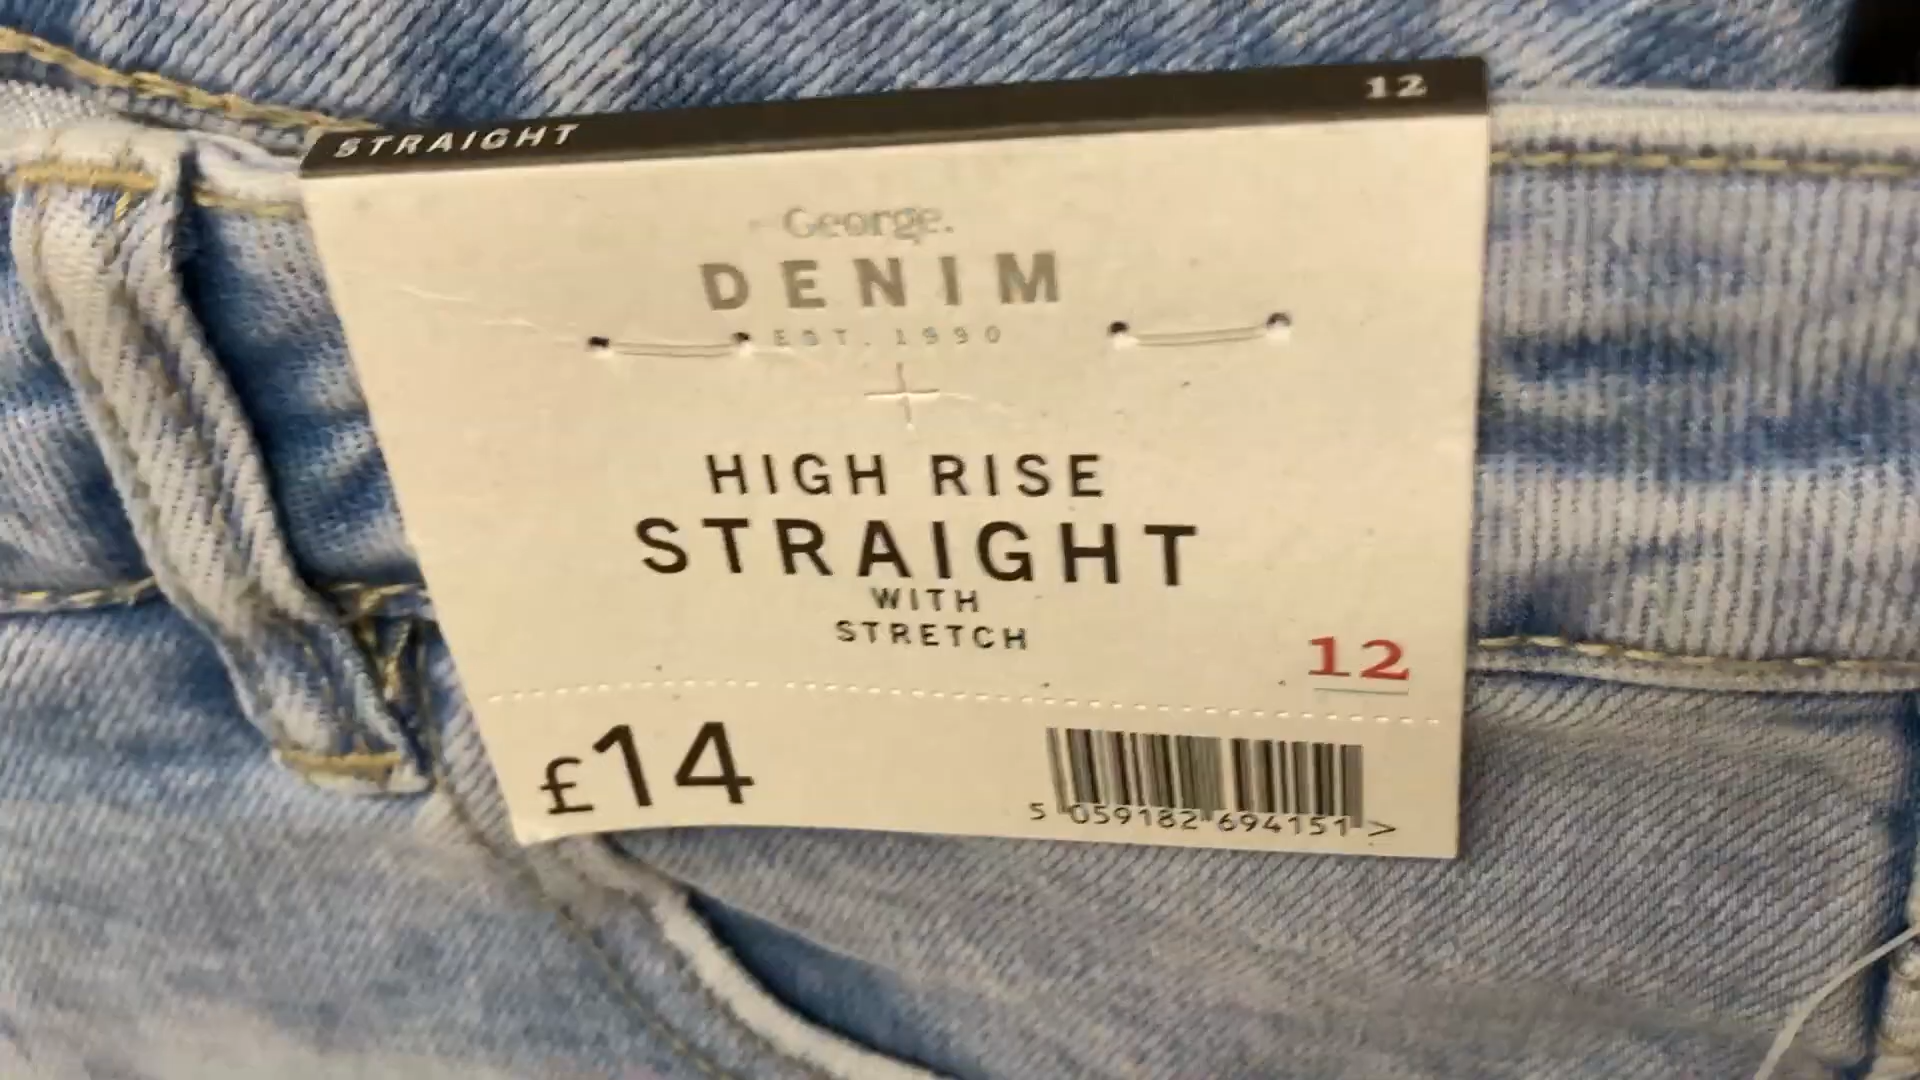 STRAIGHT 12
George.
DENIM
EST. 1990
HIGH RISE
STRAIGHT
WITH
STRETCH
12
£14
5 059182 694151 >